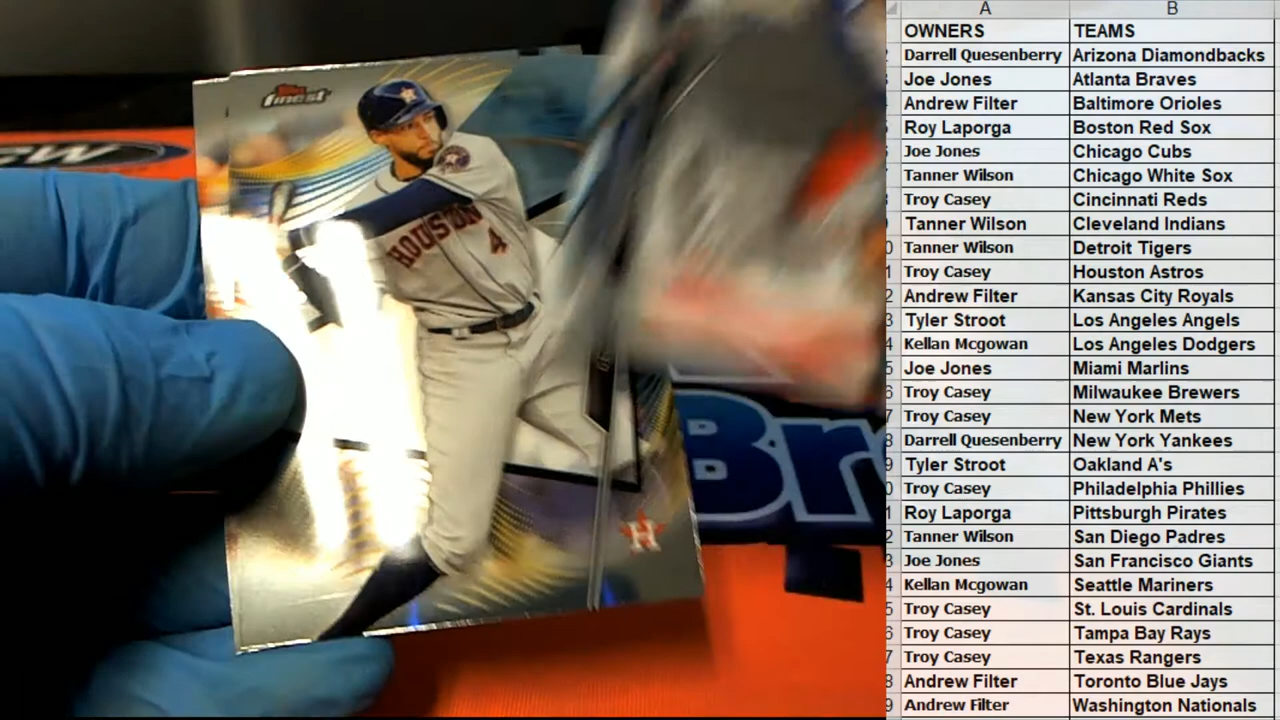 Topps
finest
HOUSTON
4
H
Br
A B
OWNERS TEAMS
Darrell Quesenberry Arizona Diamondbacks
Joe Jones Atlanta Braves
Andrew Filter Baltimore Orioles
Roy Laporga Boston Red Sox
Joe Jones Chicago Cubs
Tanner Wilson Chicago White Sox
Troy Casey Cincinnati Reds
Tanner Wilson Cleveland Indians
Tanner Wilson Detroit Tigers
Troy Casey Houston Astros
Andrew Filter Kansas City Royals
Tyler Stroot Los Angeles Angels
Kellan Mcgowan Los Angeles Dodgers
Joe Jones Miami Marlins
Troy Casey Milwaukee Brewers
Troy Casey New York Mets
Darrell Quesenberry New York Yankees
Tyler Stroot Oakland A's
Troy Casey Philadelphia Phillies
Roy Laporga Pittsburgh Pirates
Tanner Wilson San Diego Padres
Joe Jones San Francisco Giants
Kellan Mcgowan Seattle Mariners
Troy Casey St. Louis Cardinals
Troy Casey Tampa Bay Rays
Troy Casey Texas Rangers
Andrew Filter Toronto Blue Jays
Andrew Filter Washington Nationals